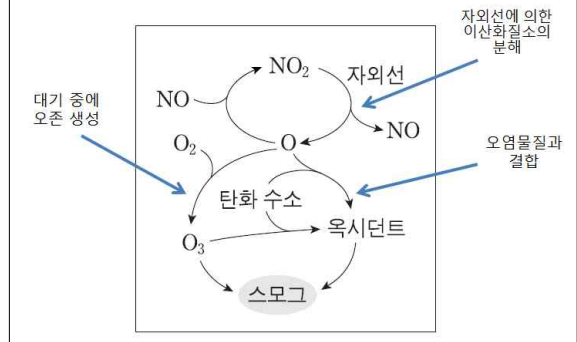 자외선에 의한
이산화질소의
분해
NO₂
자외선
대기 중에
오존 생성
NO
NO
O₂
O
오염물질과
결합
탄화 수소
옥시던트
O₃
스모그